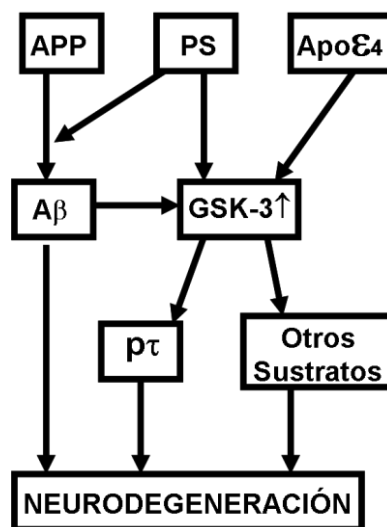 APP
PS
Apoε4
Aβ
GSK-3↑
pτ
Otros
Sustratos
NEURODEGENERACIÓN